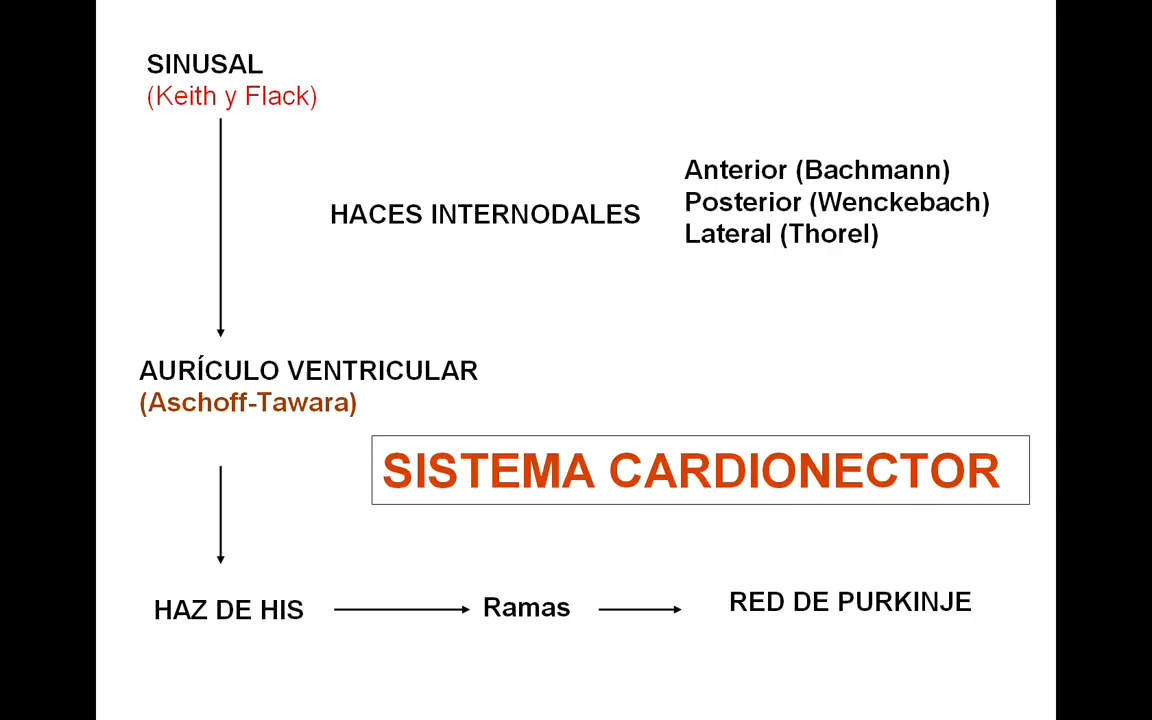 SINUSAL
(Keith y Flack)
HACES INTERNODALES
Anterior (Bachmann)
Posterior (Wenckebach)
Lateral (Thorel)
AURÍCULO VENTRICULAR
(Aschoff-Tawara)
SISTEMA CARDIONECTOR
HAZ DE HIS
Ramas
RED DE PURKINJE